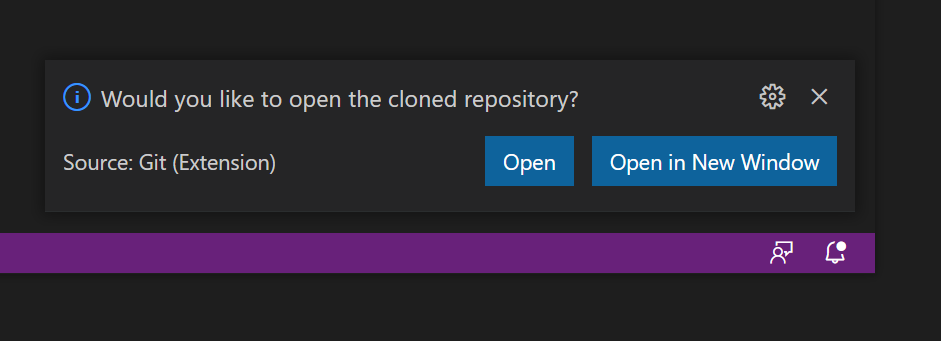 Would you like to open the cloned repository?
Source: Git (Extension)
Open
Open in New Window